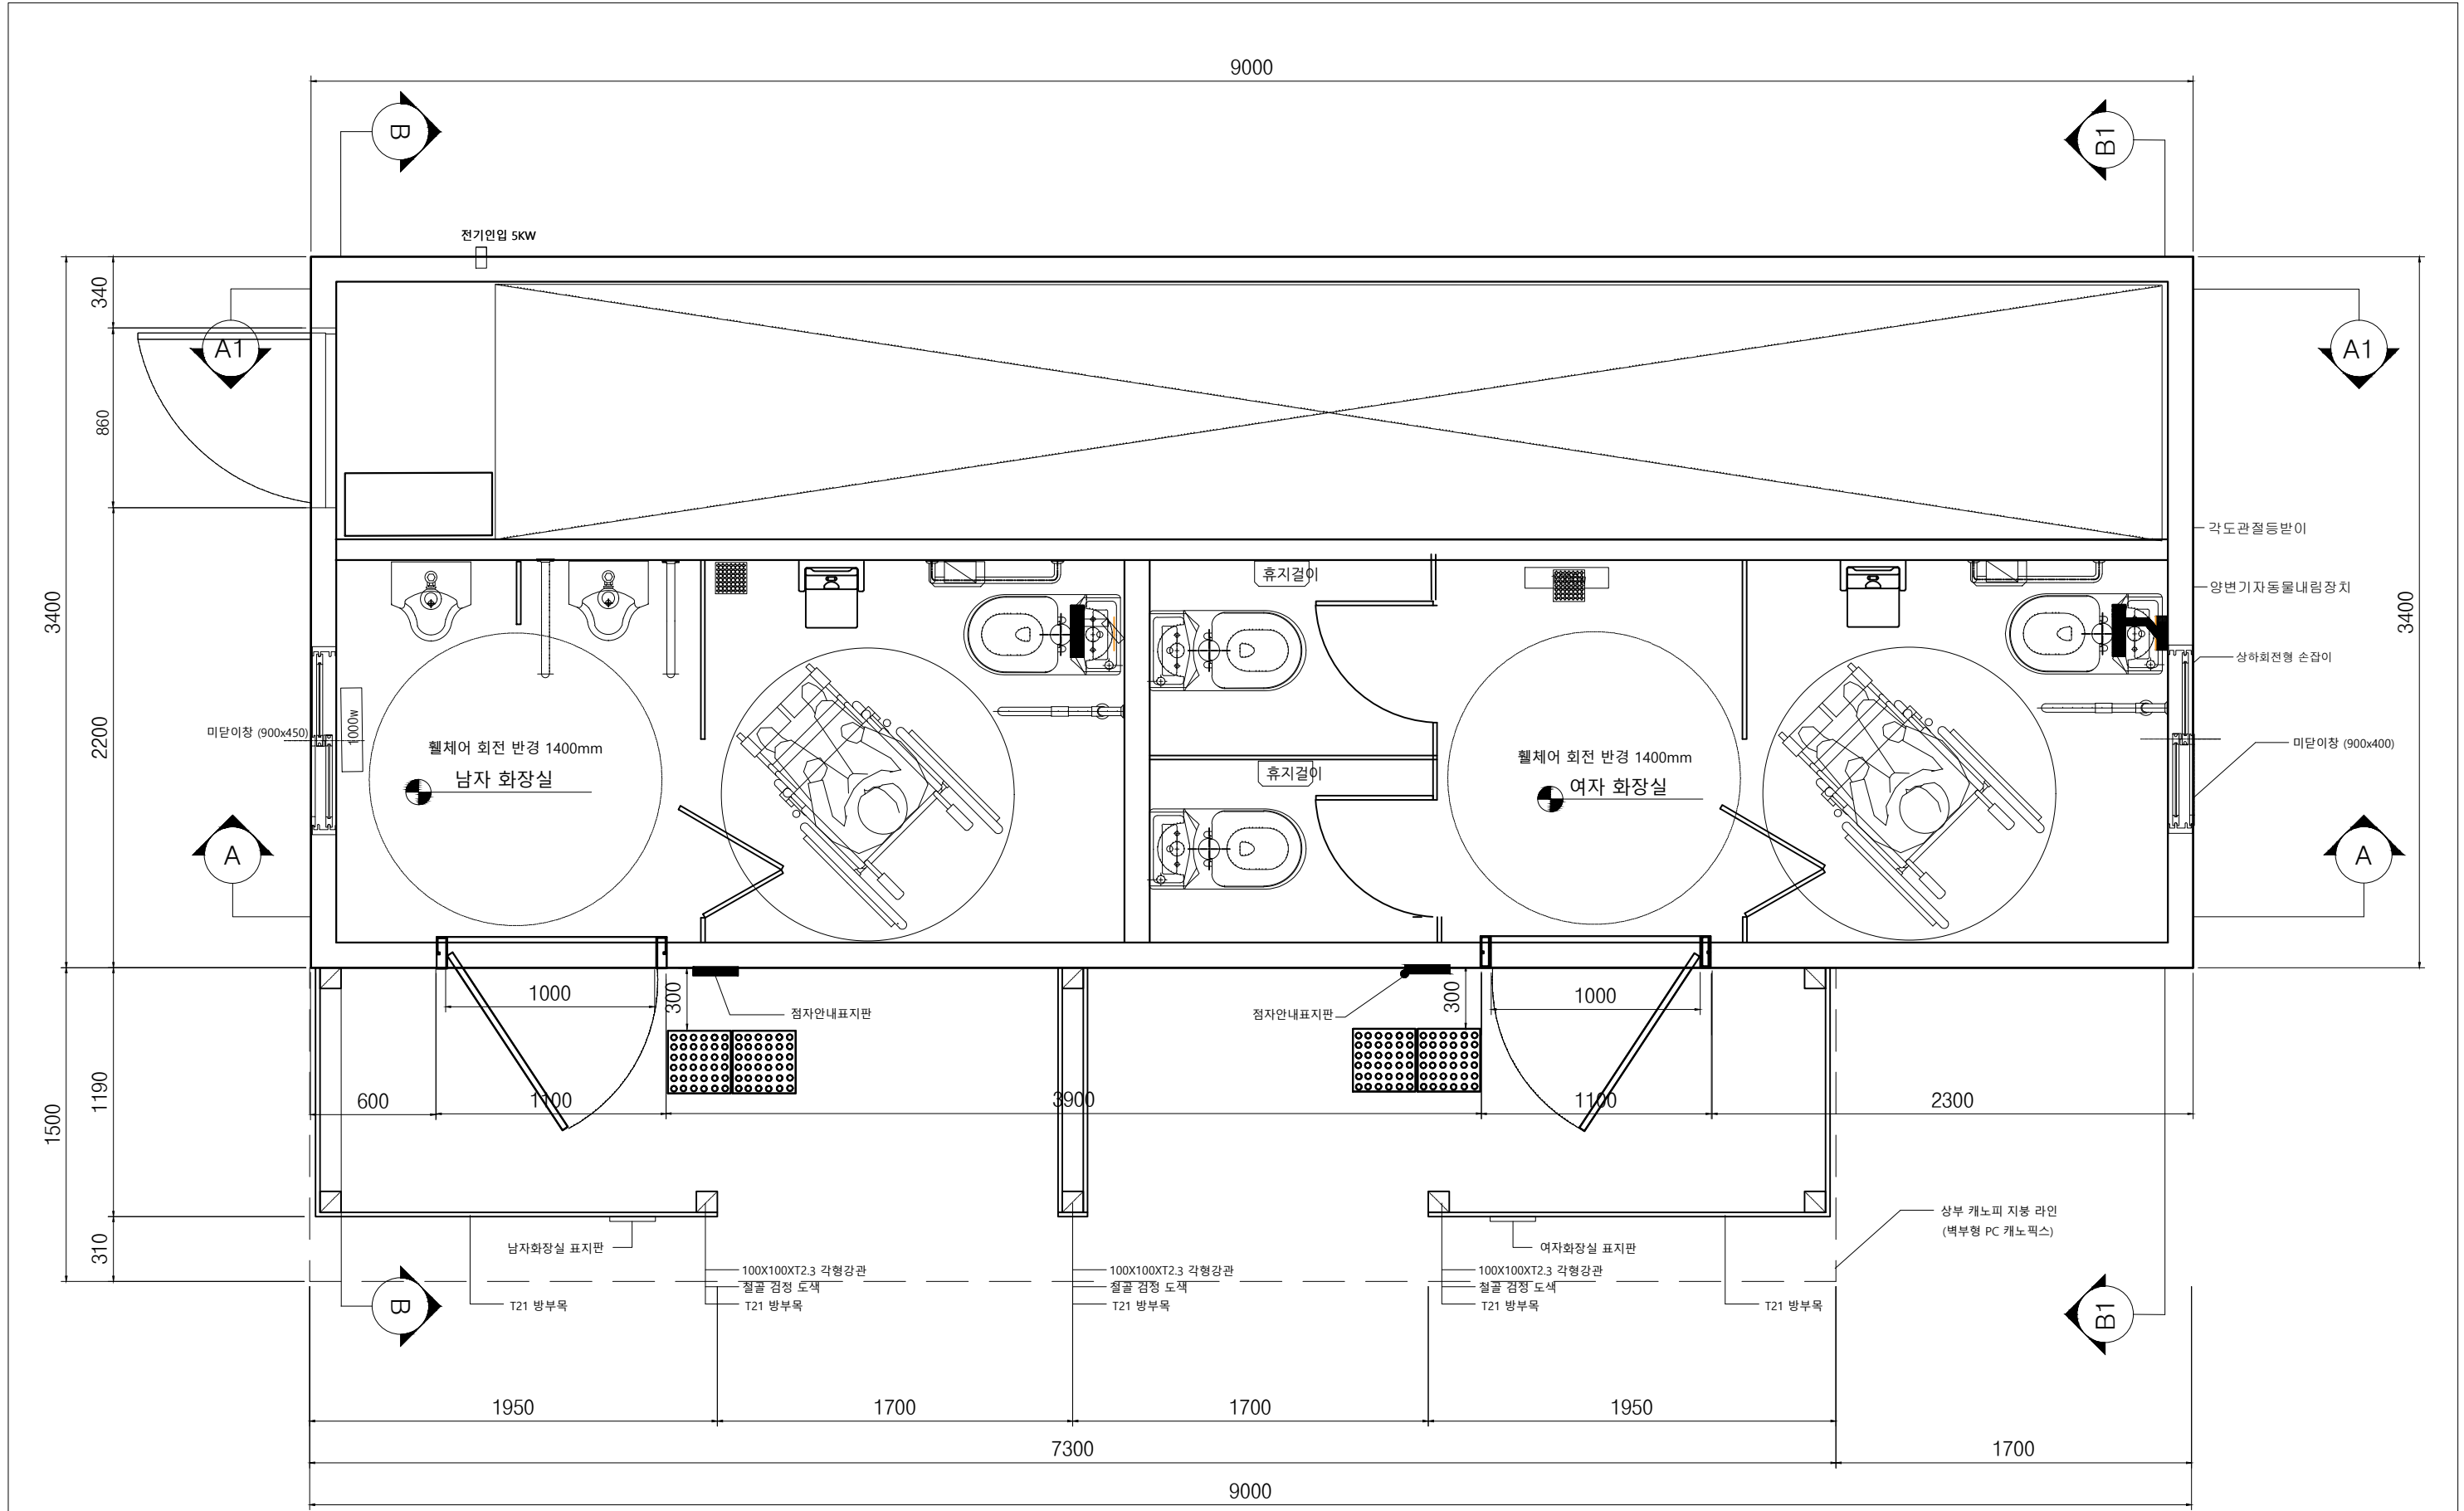 9000
B
B1
전기인입 5KW
340
A1
A1
860
3400
2200
3400
각도관절등받이
양변기자동물내림장치
상하회전형 손잡이
미닫이창 (900x400)
휴지걸이
휴지걸이
미닫이창 (900x450)
1000w
휠체어 회전 반경 1400mm
남자 화장실
휠체어 회전 반경 1400mm
여자 화장실
A
A
1000
300
점자안내표지판
점자안내표지판
300
1000
1500
1190
310
600
1100
3900
1100
2300
남자화장실 표지판
여자화장실 표지판
상부 캐노피 지붕 라인
(벽부형 PC 캐노픽스)
100X100XT2.3 각형강관
철골 검정 도색
T21 방부목
T21 방부목
100X100XT2.3 각형강관
철골 검정 도색
T21 방부목
100X100XT2.3 각형강관
철골 검정 도색
T21 방부목
T21 방부목
B
B1
1950
1700
1700
1950
7300
1700
9000